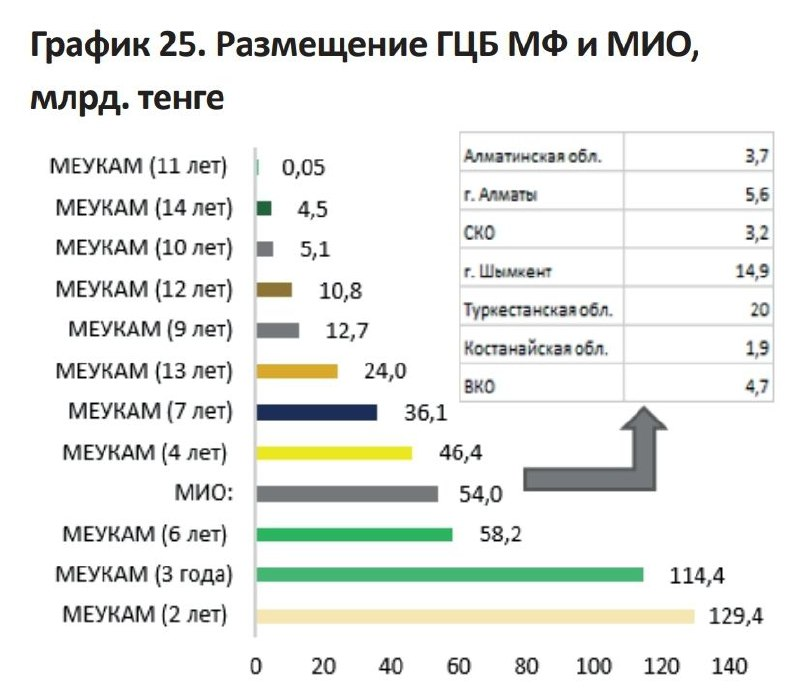 График 25. Размещение ГЦБ МФ и МИО,
млрд. тенге
МЕУКАМ (11 лет) 0,05
МЕУКАМ (14 лет) 4,5
МЕУКАМ (10 лет) 5,1
МЕУКАМ (12 лет) 10,8
МЕУКАМ (9 лет) 12,7
МЕУКАМ (13 лет) 24,0
МЕУКАМ (7 лет) 36,1
МЕУКАМ (4 лет) 46,4
МИО: 54,0
МЕУКАМ (6 лет) 58,2
МЕУКАМ (3 года) 114,4
МЕУКАМ (2 лет) 129,4
0 20 40 60 80 100 120 140
Алматинская обл. 3,7
г. Алматы 5,6
СКО 3,2
г. Шымкент 14,9
Туркестанская обл. 20
Костанайская обл. 1,9
ВКО 4,7